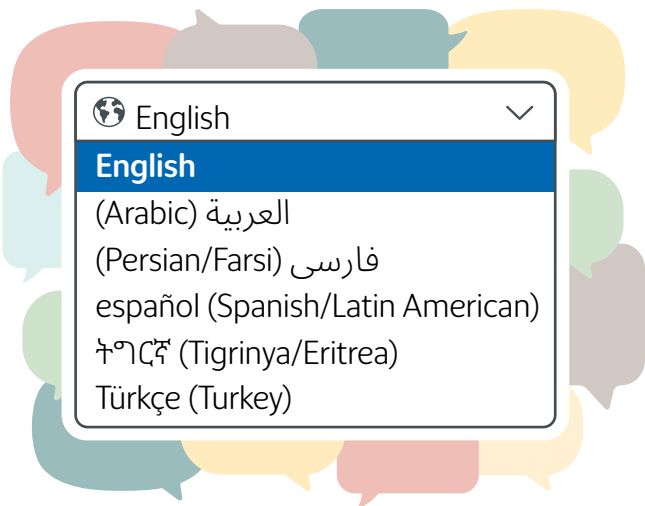 English
English
العربية (Arabic)
فارسی (Persian/Farsi)
español (Spanish/Latin American)
ትግርኛ (Tigrinya/Eritrea)
Türkçe (Turkey)